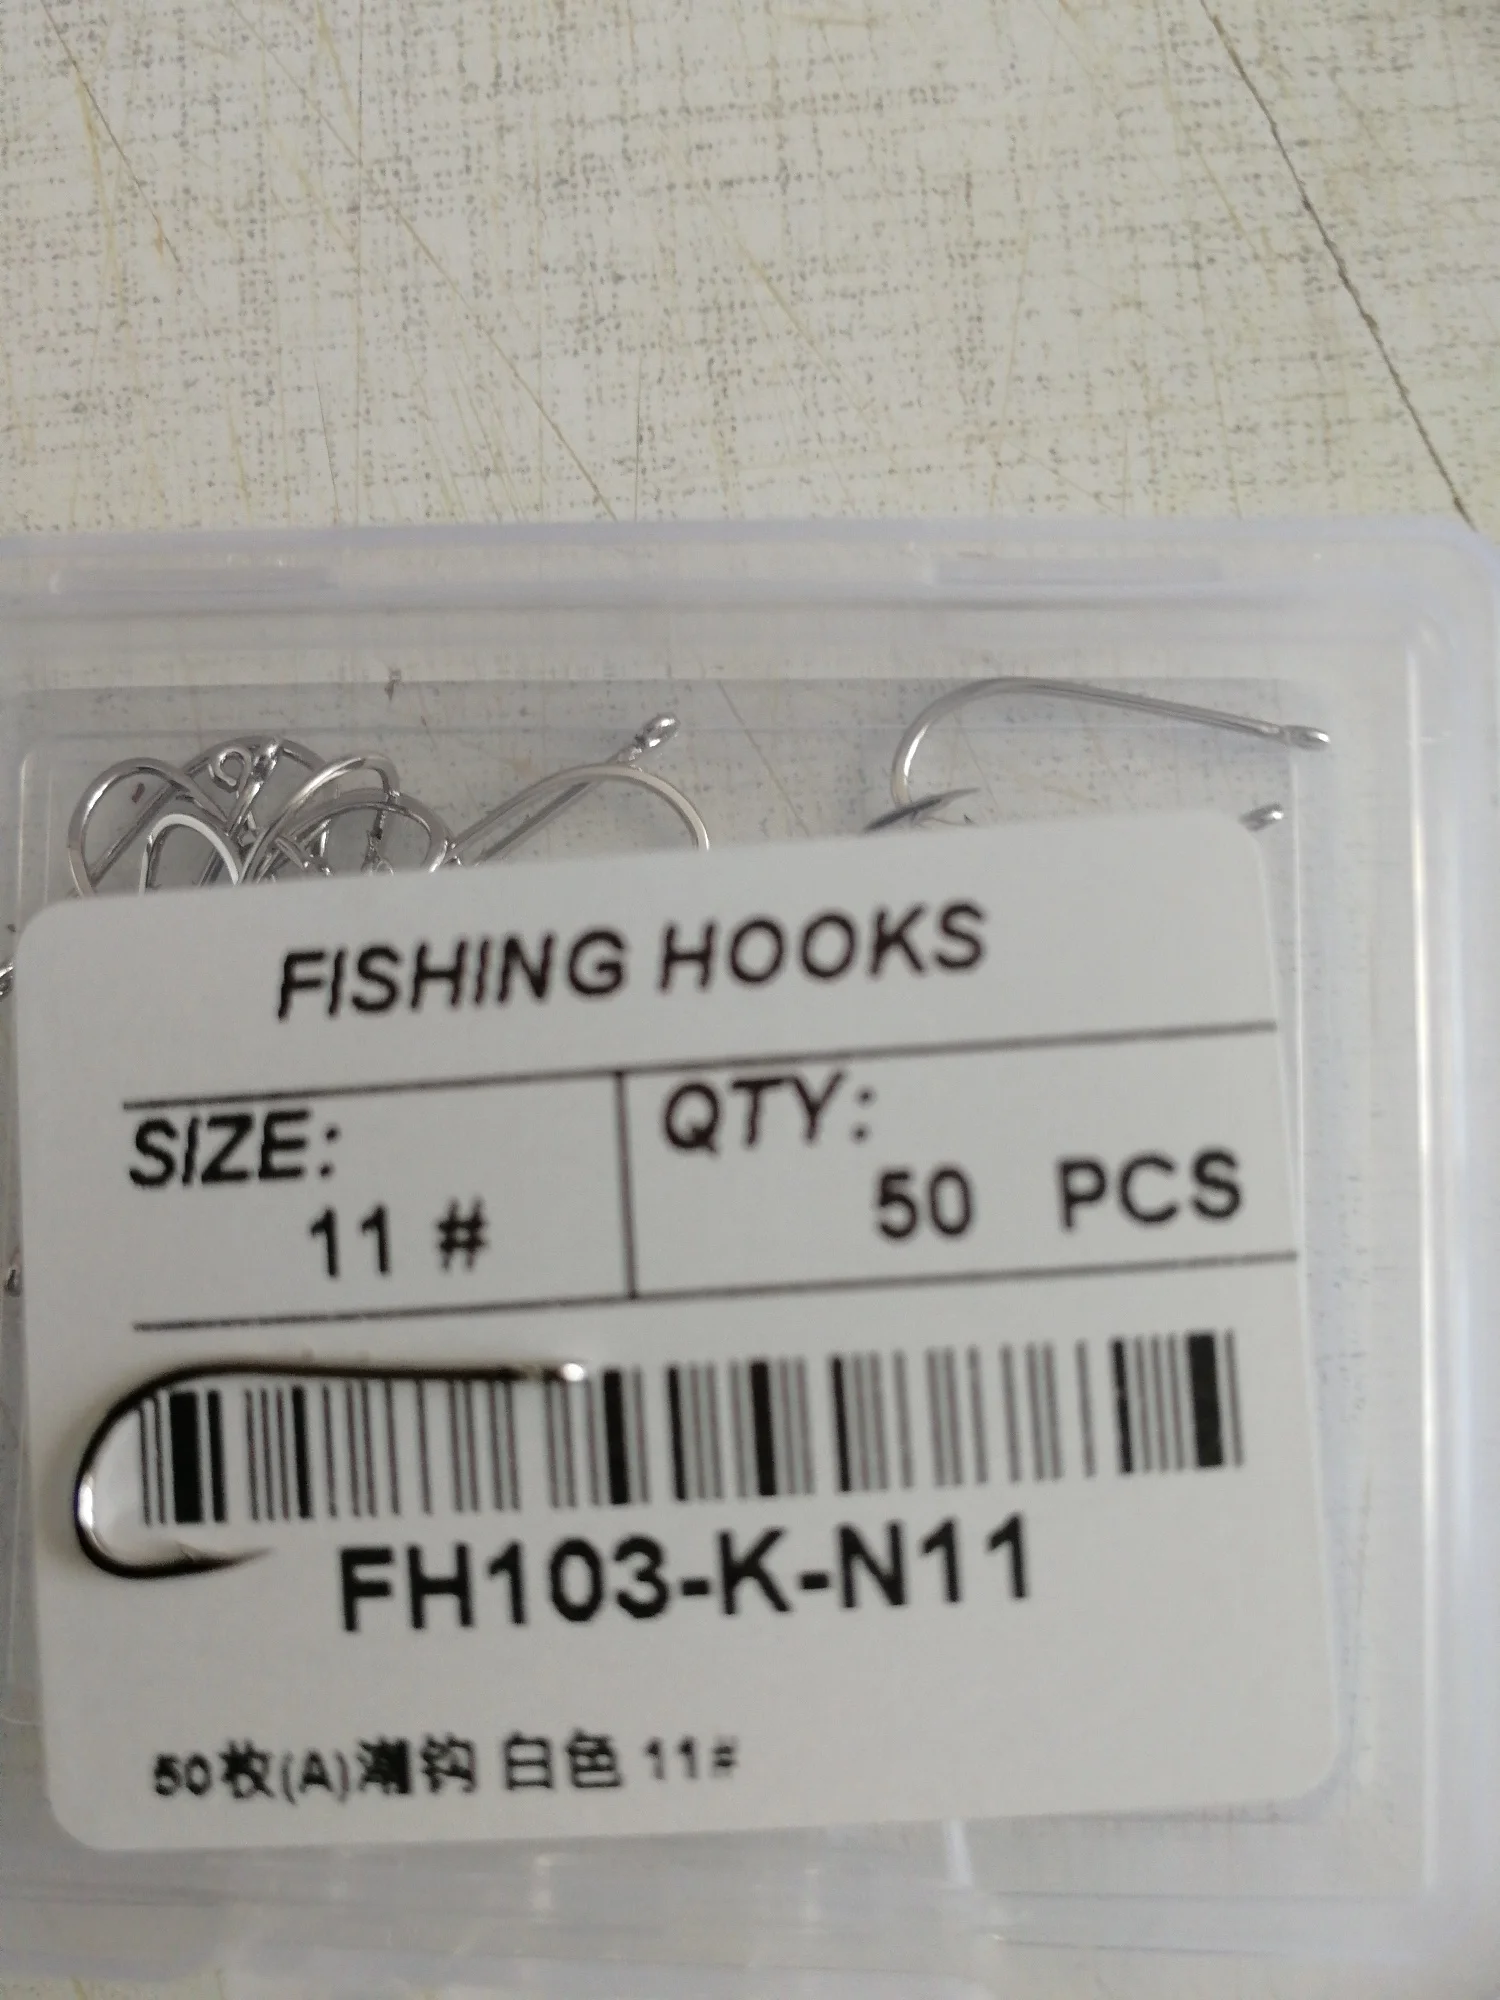 FISHING HOOKS
SIZE:
11 #
QTY:
50 PCS
FH103-K-N11
50枚(A)潮钩 白色 11#